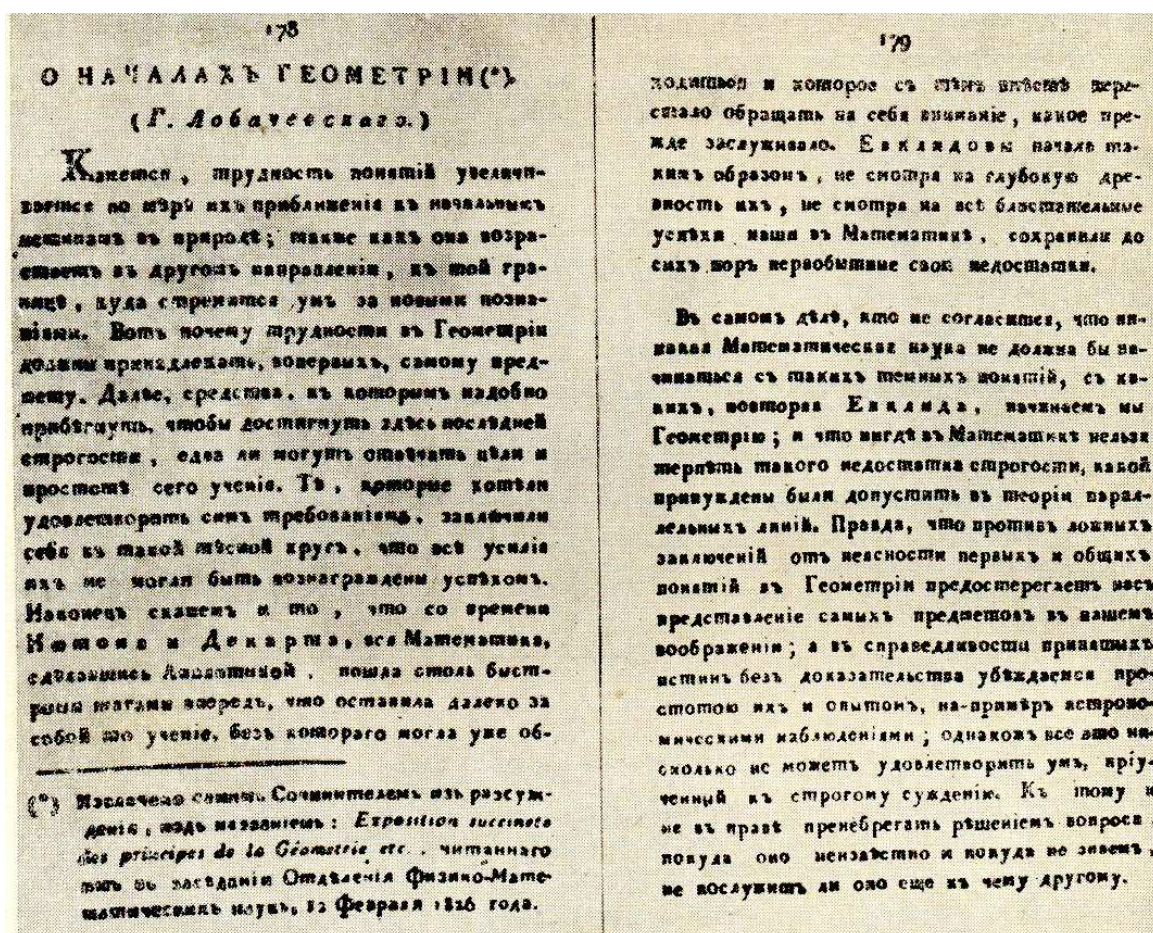 178
О НАЧАЛАХЪ ГЕОМЕТРІИ(*).
(Г. Лобачевскаго.)
Кажется, трудность понятій увеличи-
вается по мѣрѣ ихъ приближенія къ начальнымъ
истинамъ въ природѣ; также какъ она возра-
стаетъ въ другомъ направленіи, къ той гра-
ницѣ, куда стремится умъ за новыми позна-
ніями. Вотъ почему трудности въ Геометріи
должны принадлежать, вопервыхъ, самому пред-
мету. Далѣе, средства, къ которымъ надобно
прибѣгнуть, чтобы достигнуть здѣсь послѣдней
строгости, едва ли могутъ отвѣчать цѣли и
простотѣ сего ученія. Тѣ, которые хотѣли
удовлетворить симъ требованіямъ, заключили
себя въ такой тѣсной кругъ, что всѣ усилія
ихъ не могли быть вознаграждены успѣхомъ.
Наконецъ скажемъ и то, что со времени
Нютона и Декарта, вся Математика,
сдѣлавшись Аналитикой, пошла столь быст-
рыми шагами впередъ, что оставила далеко за
собой то ученіе, безъ котораго могла уже об-
(*) Извлечено самимъ Сочинителемъ изъ разсуж-
денія, подъ названіемъ: Exposition succincte
des principes de la Géometrie etc., читаннаго
имъ въ засѣданіи Отдѣленія Физико-Мате-
матическихъ наукъ, 12 Февраля 1826 года.
179
ходиться и которое съ тѣмъ вмѣстѣ пере-
стало обращать на себя вниманіе, какое пре-
жде заслуживало. Евклидовы начала та-
кимъ образомъ, не смотря на глубокую дре-
вность ихъ, не смотря на всѣ блистательные
успѣхи наши въ Математикѣ, сохранили до
сихъ поръ первобытные свои недостатки.
Въ самомъ дѣлѣ, кто не согласится, что ни-
какая Математическая наука не должна бы на-
чинаться съ такихъ темныхъ понятій, съ ка-
кихъ, повторяя Евклида, начинаемъ мы
Геометрію; и что нигдѣ въ Математикѣ нельзя
терпѣть такого недостатка строгости, какой
принуждены были допустить въ теоріи парал-
лельныхъ линій. Правда, что противъ ложныхъ
заключеній отъ неясности первыхъ и общихъ
понятій въ Геометріи предостерегаетъ насъ
представленіе самыхъ предметовъ въ нашемъ
воображеніи; а въ справедливости принятыхъ
истинъ безъ доказательства убѣждаемся про-
стотою ихъ и опытомъ, на-примѣръ астроно-
мическими наблюденіями; однакожъ все это ни-
сколько не можетъ удовлетворить умъ, пріу-
ченный къ строгому сужденію. Къ тому и
не въ правѣ пренебрегать рѣшеніемъ вопроса,
покуда оно неизвѣстно и покуда не знаемъ,
не послужитъ ли оно еще къ чему другому.